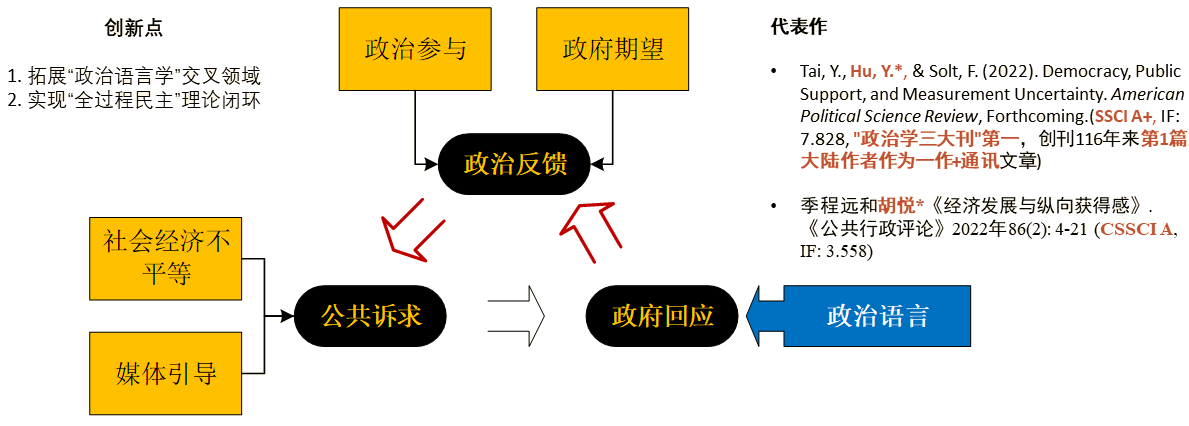 创新点
1. 拓展“政治语言学”交叉领域
2. 实现“全过程民主”理论闭环
政治参与
政府期望
政治反馈
社会经济不
平等
媒体引导
公共诉求
政府回应
政治语言
代表作
• Tai, Y., Hu, Y.*, & Solt, F. (2022). Democracy, Public
Support, and Measurement Uncertainty. American
Political Science Review, Forthcoming.(SSCI A+, IF:
7.828, "政治学三大刊"第一，创刊116年来第1篇
大陆作者作为一作+通讯文章)
• 季程远和胡悦*《经济发展与纵向获得感》.
《公共行政评论》2022年86(2): 4-21 (CSSCI A,
IF: 3.558)